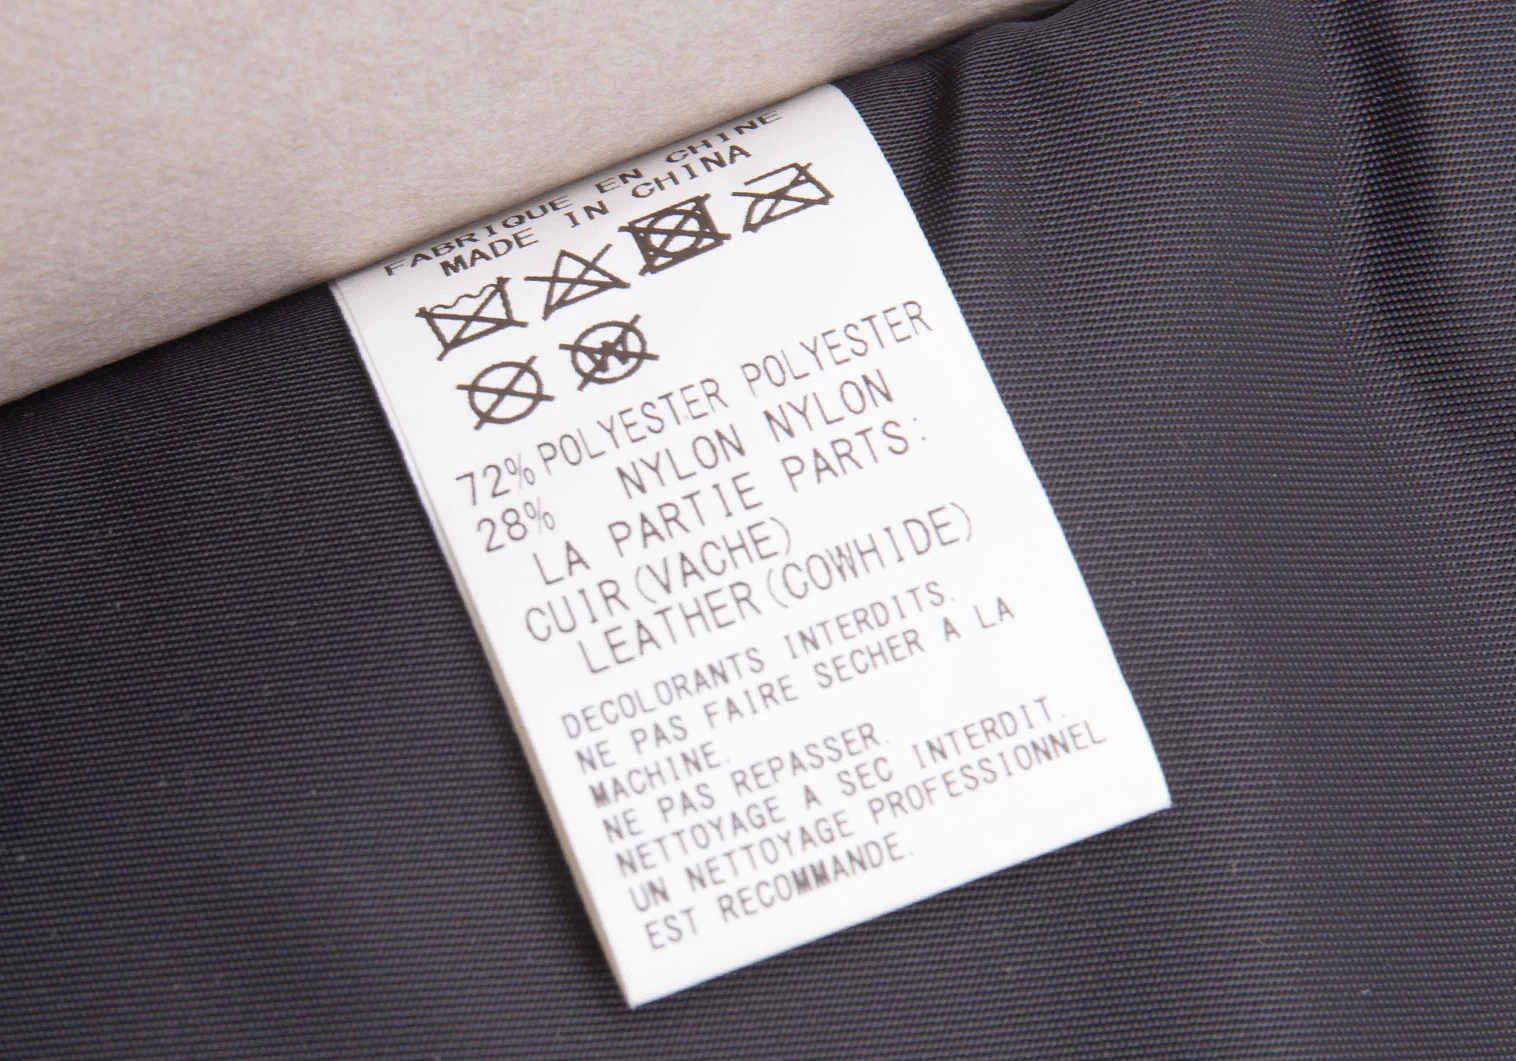 FABRIQUE EN CHINE
MADE IN CHINA
W
72% POLYESTER POLYESTER
28% NYLON NYLON
LA PARTIE PARTS:
CUIR(VACHE)
LEATHER(COWHIDE)
DECOLORANTS INTERDITS.
NE PAS FAIRE SECHER A LA
MACHINE.
NE PAS REPASSER.
NETTOYAGE A SEC INTERDIT.
UN NETTOYAGE PROFESSIONNEL
EST RECOMMANDE.